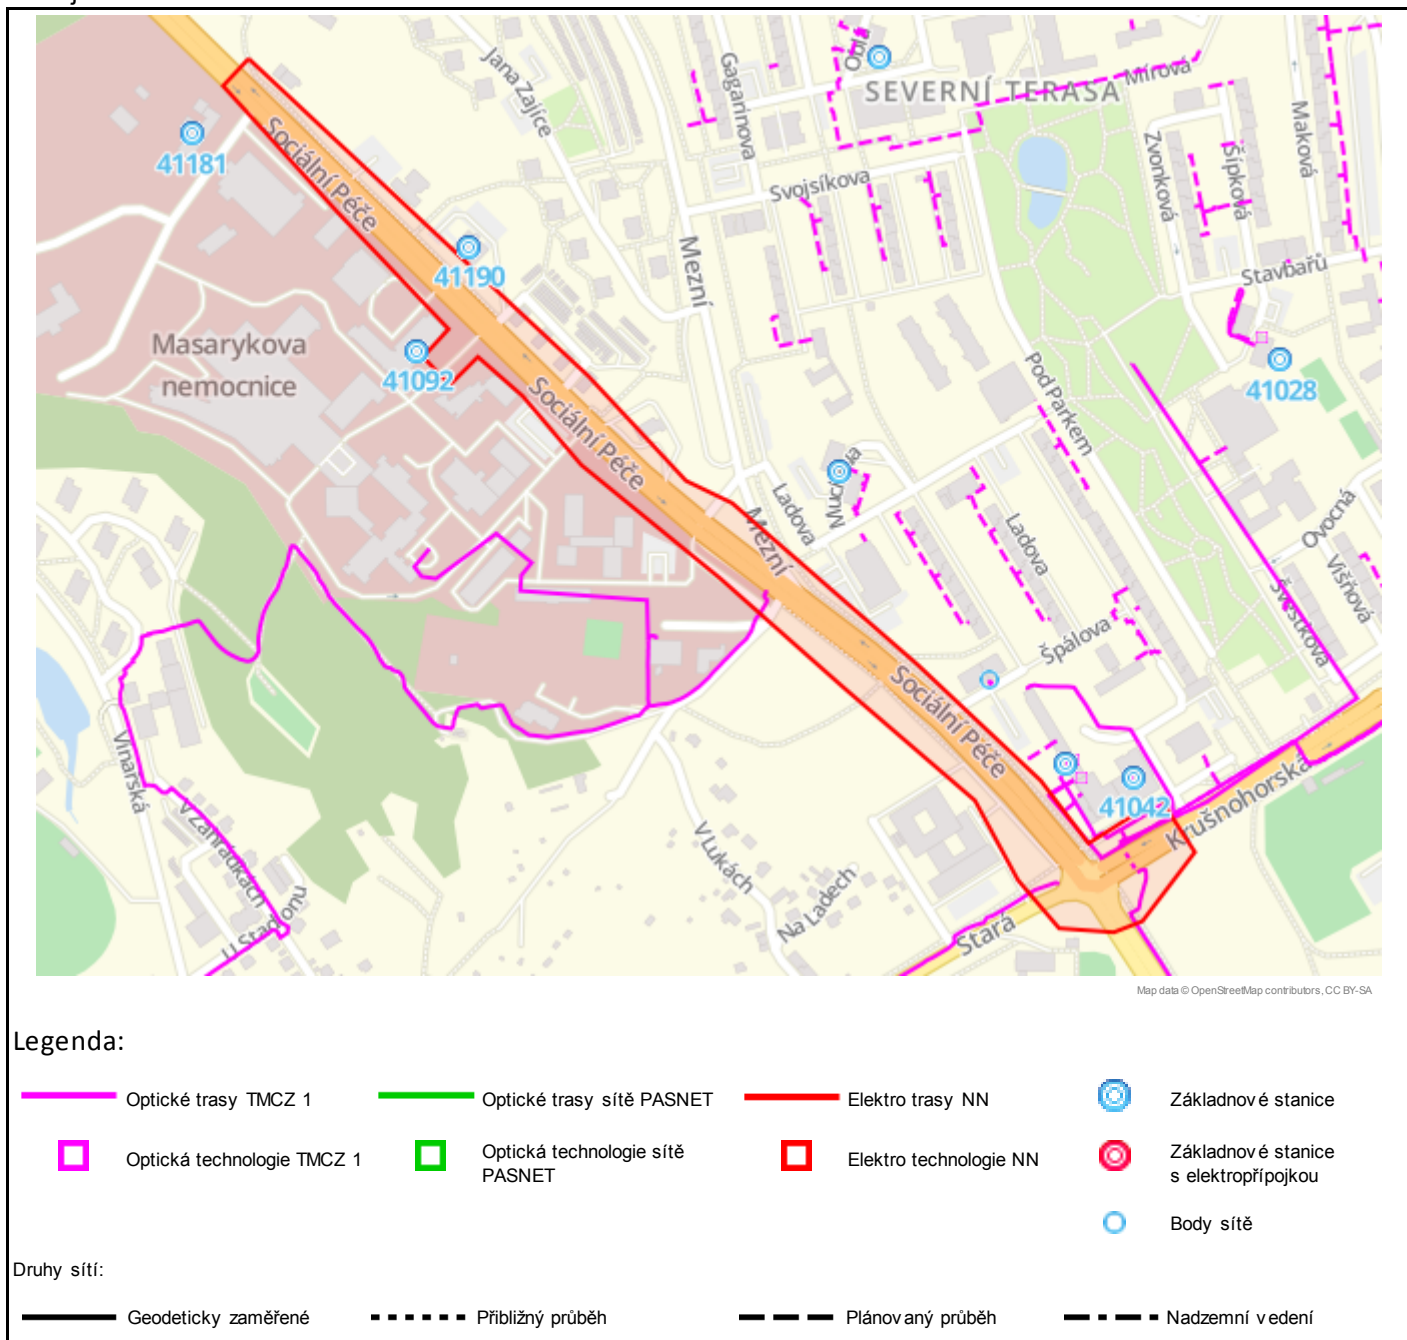 Jana Zajíce
Gagarinova
Oblá
SEVERNÍ TERASA
Mírová
Maková
Zvonková
Šípková
41181
Sociální Péče
Svojsíkova
41190
Mezní
Stavbařů
Masarykova
nemocnice
41092
41028
Sociální Péče
Pod Parkem
Ladova
Mezní
Ladova
Ovocná
Višňová
Švestkova
Špálova
Sociální Péče
Vinařská
V Zahrádkách
U Stadionu
V Lukách
Na Ladech
41042
Krušnohorská
Stará
Map data © OpenStreetMap contributors, CC BY-SA
Legenda:
Optické trasy TMCZ 1
Optické trasy sítě PASNET
Elektro trasy NN
Základnové stanice
Optická technologie TMCZ 1
Optická technologie sítě
PASNET
Elektro technologie NN
Základnové stanice
s elektropřípojkou
Body sítě
Druhy sítí:
Geodeticky zaměřené
Přibližný průběh
Plánovaný průběh
Nadzemní vedení